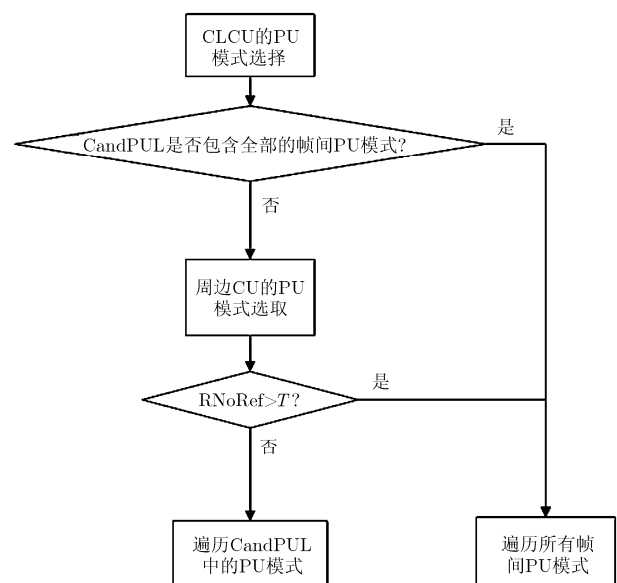 CLCU的PU
模式选择
CandPUL是否包含全部的帧间PU模式?
是
否
周边CU的PU
模式选取
RNoRef>T?
是
否
遍历CandPUL
中的PU模式
遍历所有帧
间PU模式